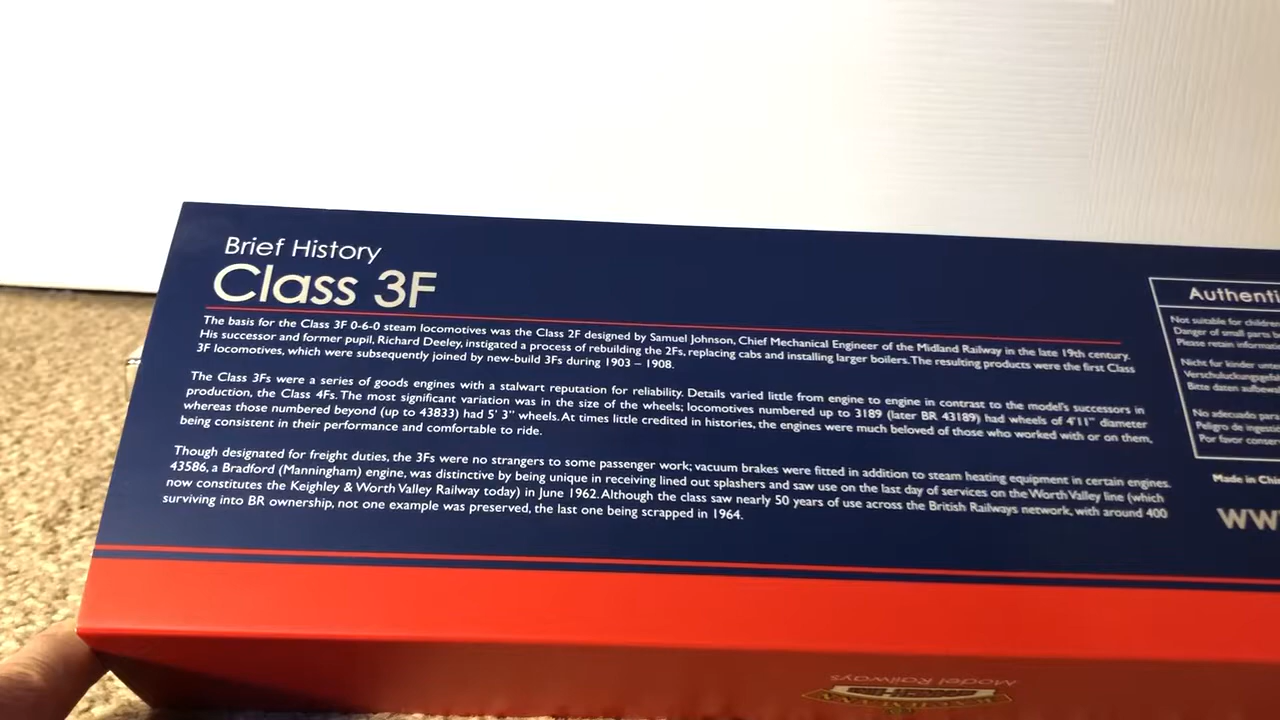 Brief History
Class 3F
The basis for the Class 3F 0-6-0 steam locomotives was the Class 2F designed by Samuel Johnson, Chief Mechanical Engineer of the Midland Railway in the late 19th century.
His successor and former pupil, Richard Deeley, instigated a process of rebuilding the 2Fs, replacing cabs and installing larger boilers. The resulting products were the first Class
3F locomotives, which were subsequently joined by new-build 3Fs during 1903 – 1908.
The Class 3Fs were a series of goods engines with a stalwart reputation for reliability. Details varied little from engine to engine in contrast to the model's successors in
production, the Class 4Fs. The most significant variation was in the size of the wheels; locomotives numbered up to 3189 (later BR 43189) had wheels of 4'11" diameter
whereas those numbered beyond (up to 43833) had 5' 3" wheels. At times little credited in histories, the engines were much beloved of those who worked with or on them,
being consistent in their performance and comfortable to ride.
Though designated for freight duties, the 3Fs were no strangers to some passenger work; vacuum brakes were fitted in addition to steam heating equipment in certain engines.
43586, a Bradford (Manningham) engine, was distinctive by being unique in receiving lined out splashers and saw use on the last day of services on the Worth Valley line (which
now constitutes the Keighley & Worth Valley Railway today) in June 1962. Although the class saw nearly 50 years of use across the British Railways network, with around 400
surviving into BR ownership, not one example was preserved, the last one being scrapped in 1964.
Authenti
Not suitable for childre
Danger of small parts b
Please retain informatio
Nicht fur kinder unte
Verschuluckungsgefah
Bitte daten aufbew
No adecuado para
Peligro de ingestió
Por favor conser
Made in Chi
WW
Model Railways